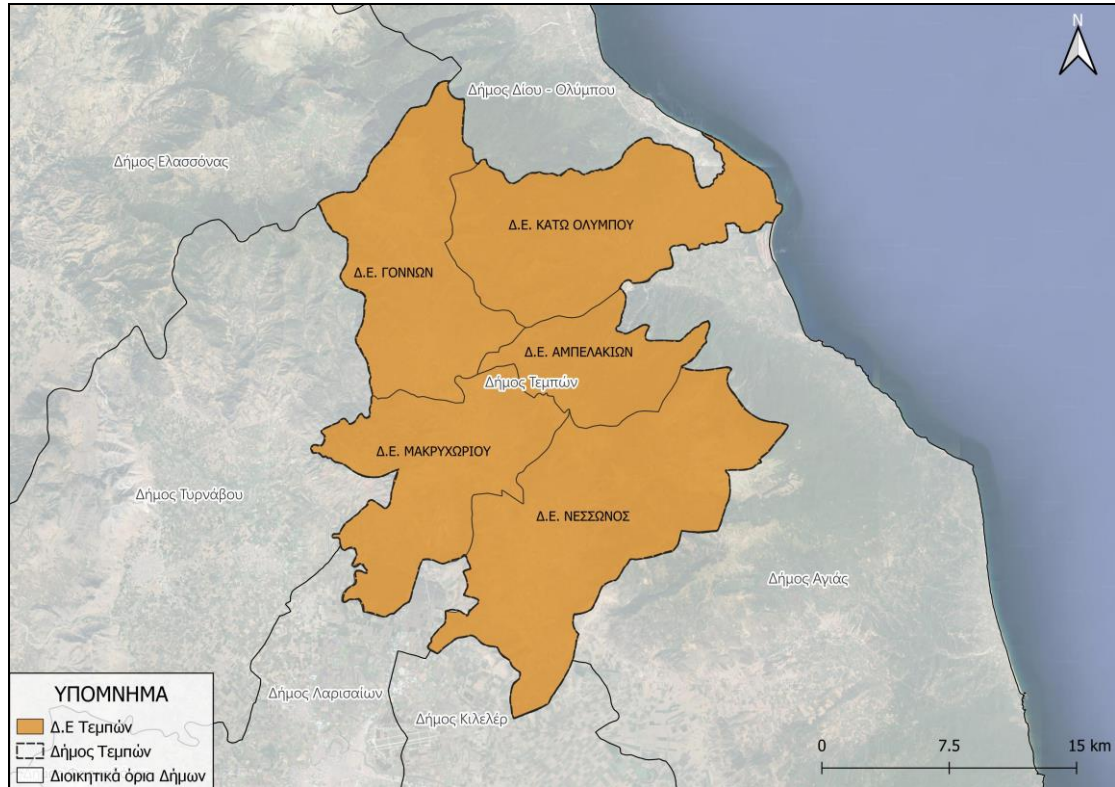 N
Δήμος Δίου - Ολύμπου
Δήμος Ελασσόνας
Δ.Ε. ΚΑΤΩ ΟΛΥΜΠΟΥ
Δ.Ε. ΓΟΝΝΩΝ
Δ.Ε. ΑΜΠΕΛΑΚΙΩΝ
Δήμος Τεμπών
Δ.Ε. ΜΑΚΡΥΧΩΡΙΟΥ
Δήμος Τυρνάβου
Δ.Ε. ΝΕΣΣΩΝΟΣ
Δήμος Αγιάς
Δήμος Λαρισαίων
Δήμος Κιλελέρ
ΥΠΟΜΝΗΜΑ
Δ.Ε Τεμπών
Δήμος Τεμπών
Διοικητικά όρια Δήμων
0 7.5 15 km